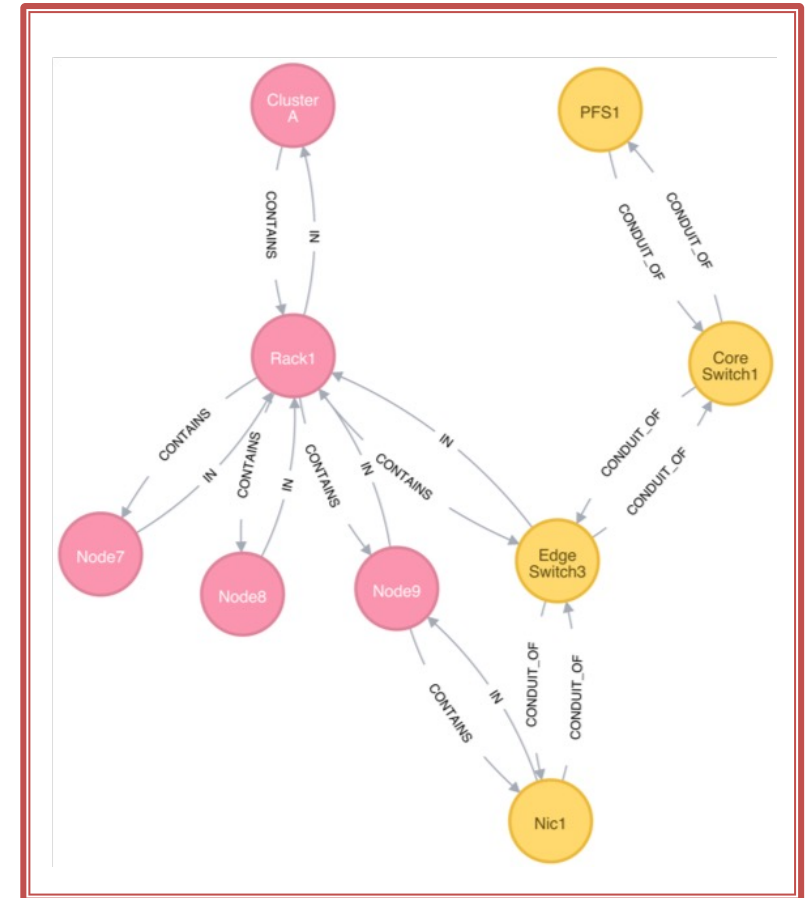 Cluster
A
PFS1
CONTAINS
IN
CONDUIT_OF
CONDUIT_OF
Rack1
Core
Switch1
CONTAINS
IN
CONTAINS
IN
CONTAINS
IN
CONTAINS
IN
CONDUIT_OF
CONDUIT_OF
Node7
Node8
Node9
Edge
Switch3
CONTAINS
IN
CONDUIT_OF
CONDUIT_OF
Nic1